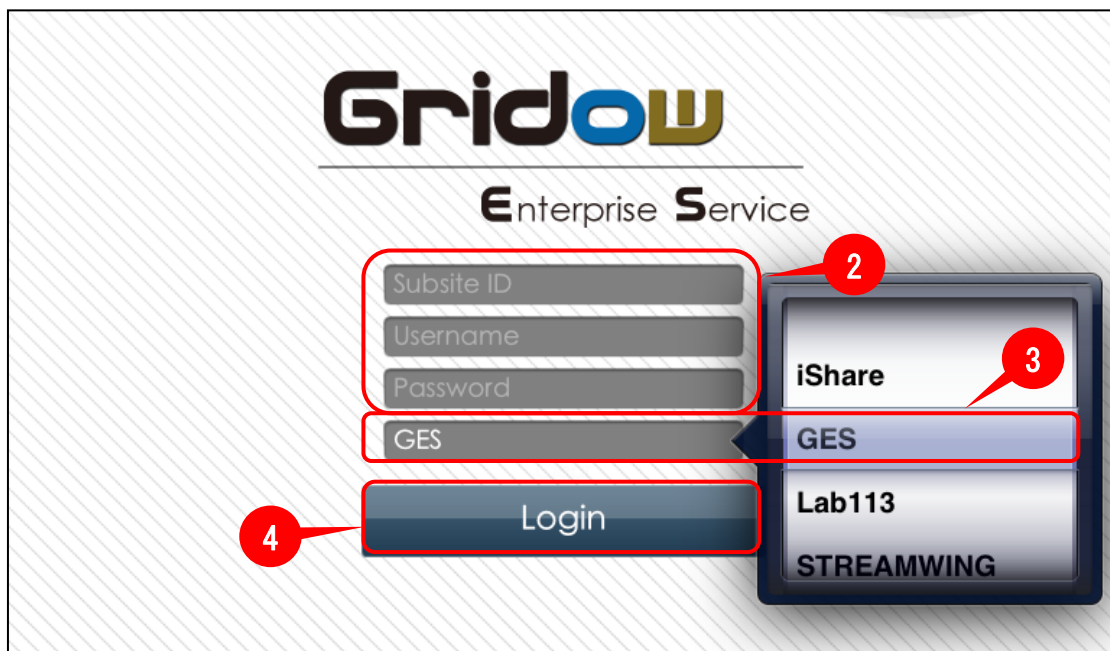 Gridow
Enterprise Service
2
Subsite ID
Username
Password
3
iShare
GES
GES
Lab113
STREAMWING
4
Login